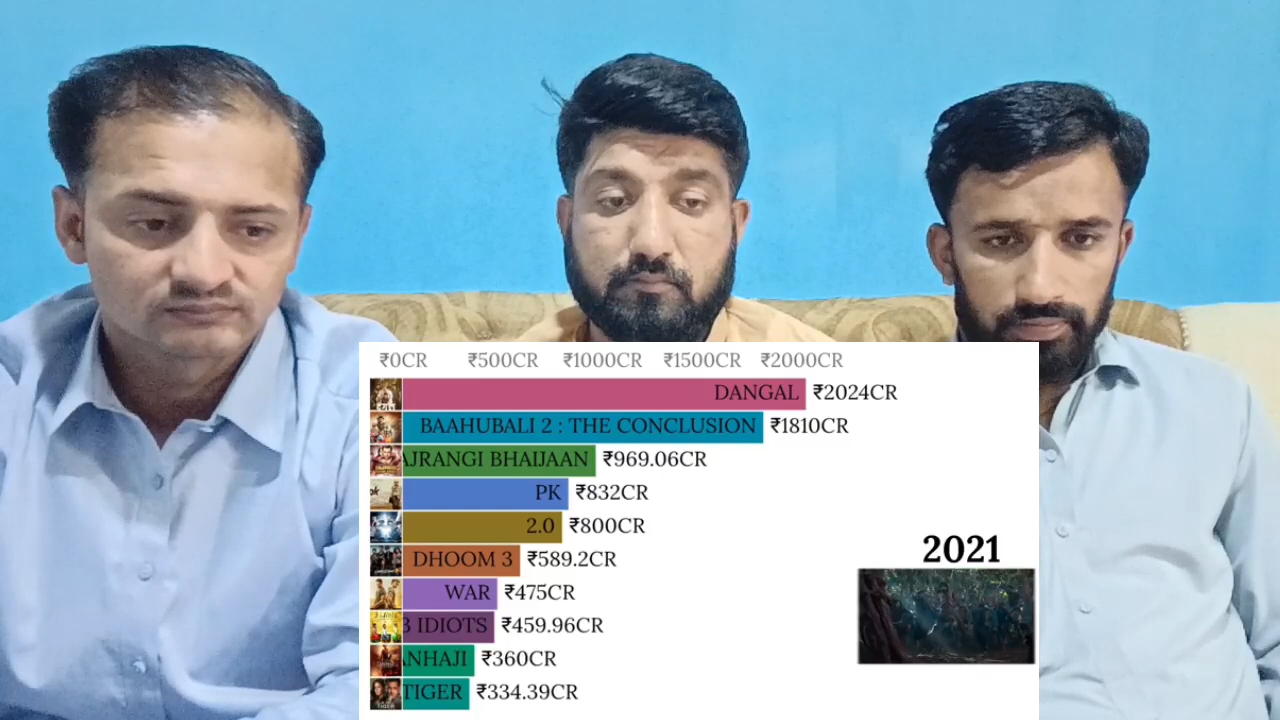 ₹0CR ₹500CR ₹1000CR ₹1500CR ₹2000CR
DANGAL ₹2024CR
BAAHUBALI 2 : THE CONCLUSION ₹1810CR
AJRANGI BHAIJAAN ₹969.06CR
PK ₹832CR
2.0 ₹800CR
2021
DHOOM 3 ₹589.2CR
WAR ₹475CR
3 IDIOTS ₹459.96CR
ANHAJI ₹360CR
TIGER ₹334.39CR